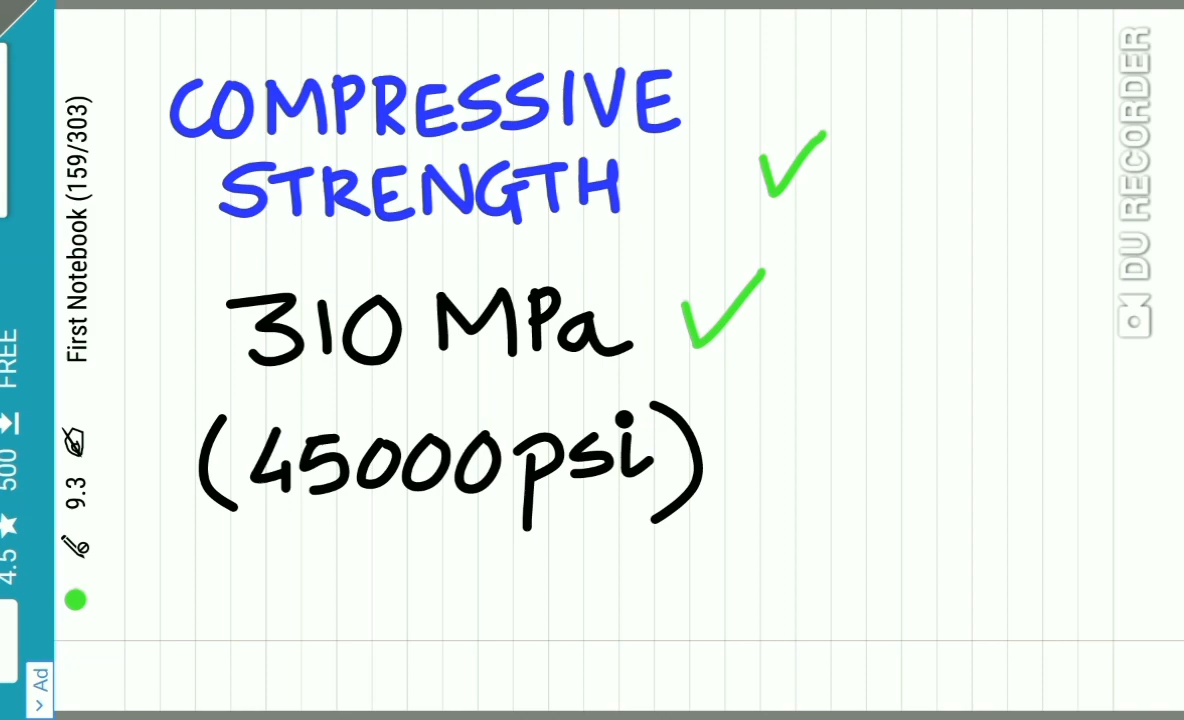 COMPRESSIVE
STRENGTH
310 MPa
(45000psi)
First Notebook (159/303)
9.3
4.5 ★ 500 FREE
Ad
DU RECORDER